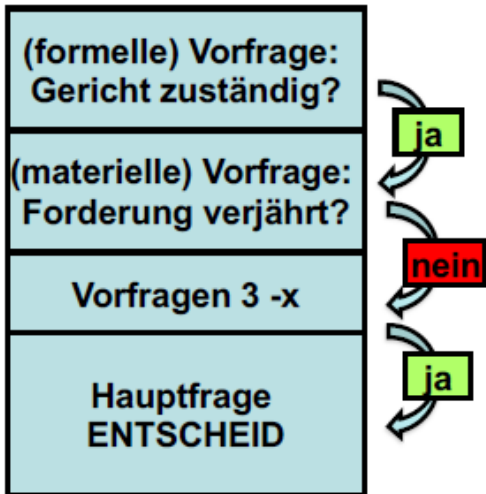 (formelle) Vorfrage:
Gericht zuständig?
ja
(materielle) Vorfrage:
Forderung verjährt?
nein
Vorfragen 3 -x
ja
Hauptfrage
ENTSCHEID